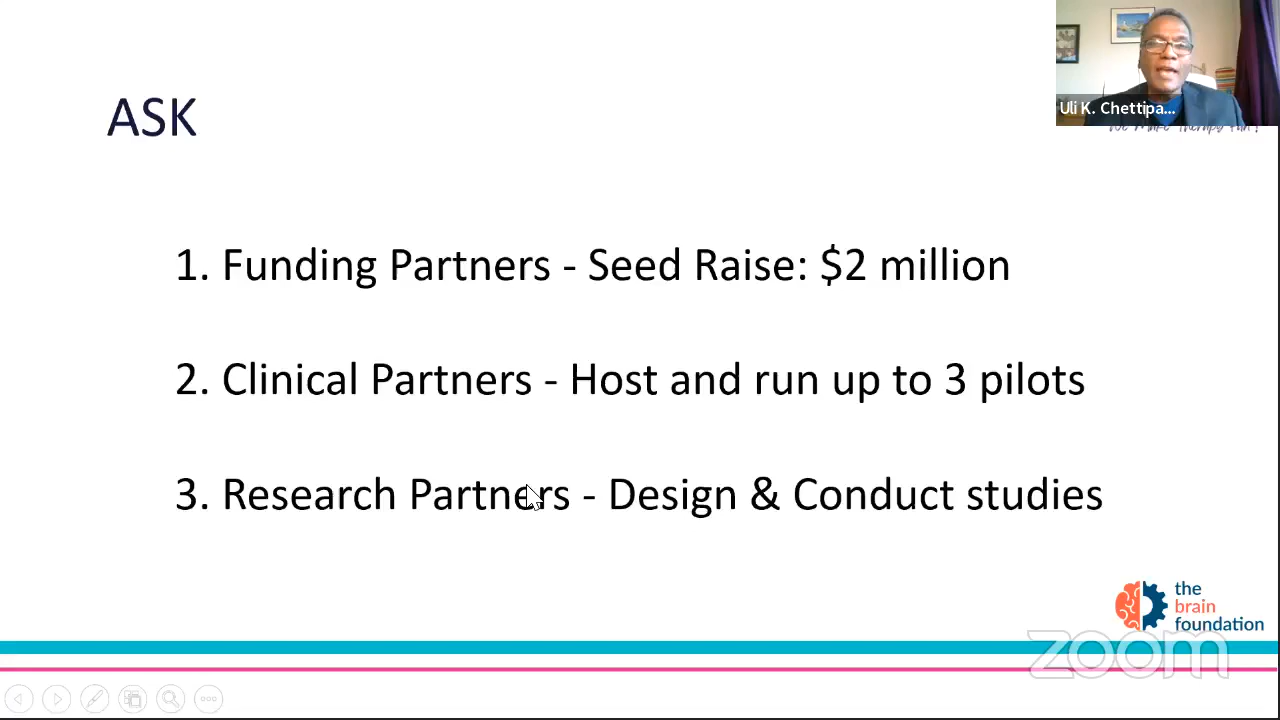 ASK
Uli K. Chettipa...
1. Funding Partners - Seed Raise: $2 million
2. Clinical Partners - Host and run up to 3 pilots
3. Research Partners - Design & Conduct studies
the
brain
foundation
zoom